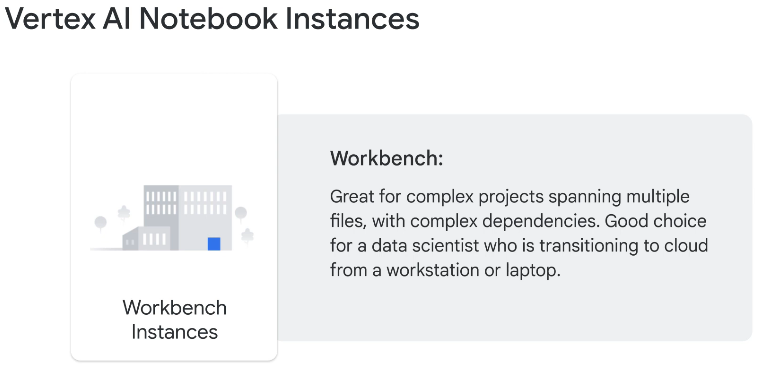 Vertex AI Notebook Instances
Workbench:
Great for complex projects spanning multiple
files, with complex dependencies. Good choice
for a data scientist who is transitioning to cloud
from a workstation or laptop.
Workbench
Instances